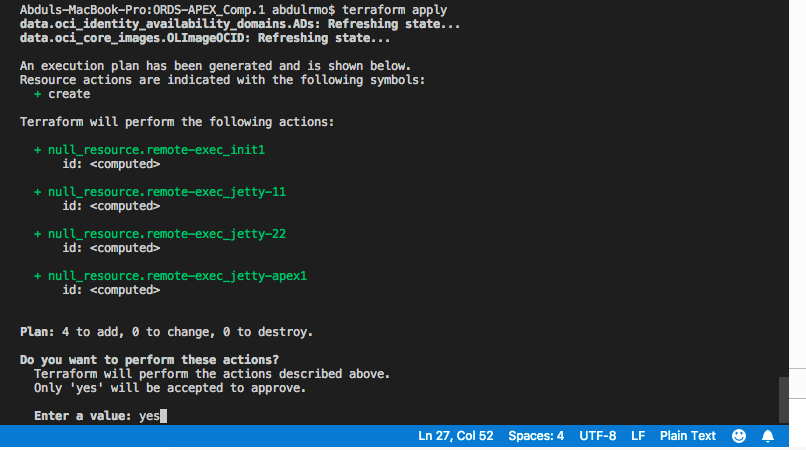 Abduls-MacBook-Pro:ORDS-APEX_Comp.1 abdulrmo$ terraform apply
data.oci_identity_availability_domains.ADs: Refreshing state...
data.oci_core_images.OLImageOCID: Refreshing state...
An execution plan has been generated and is shown below.
Resource actions are indicated with the following symbols:
+ create
Terraform will perform the following actions:
+ null_resource.remote-exec_init1
id: <computed>
+ null_resource.remote-exec_jetty-11
id: <computed>
+ null_resource.remote-exec_jetty-22
id: <computed>
+ null_resource.remote-exec_jetty-apex1
id: <computed>
Plan: 4 to add, 0 to change, 0 to destroy.
Do you want to perform these actions?
Terraform will perform the actions described above.
Only 'yes' will be accepted to approve.
Enter a value: yes
Ln 27, Col 52 Spaces: 4 UTF-8 LF Plain Text